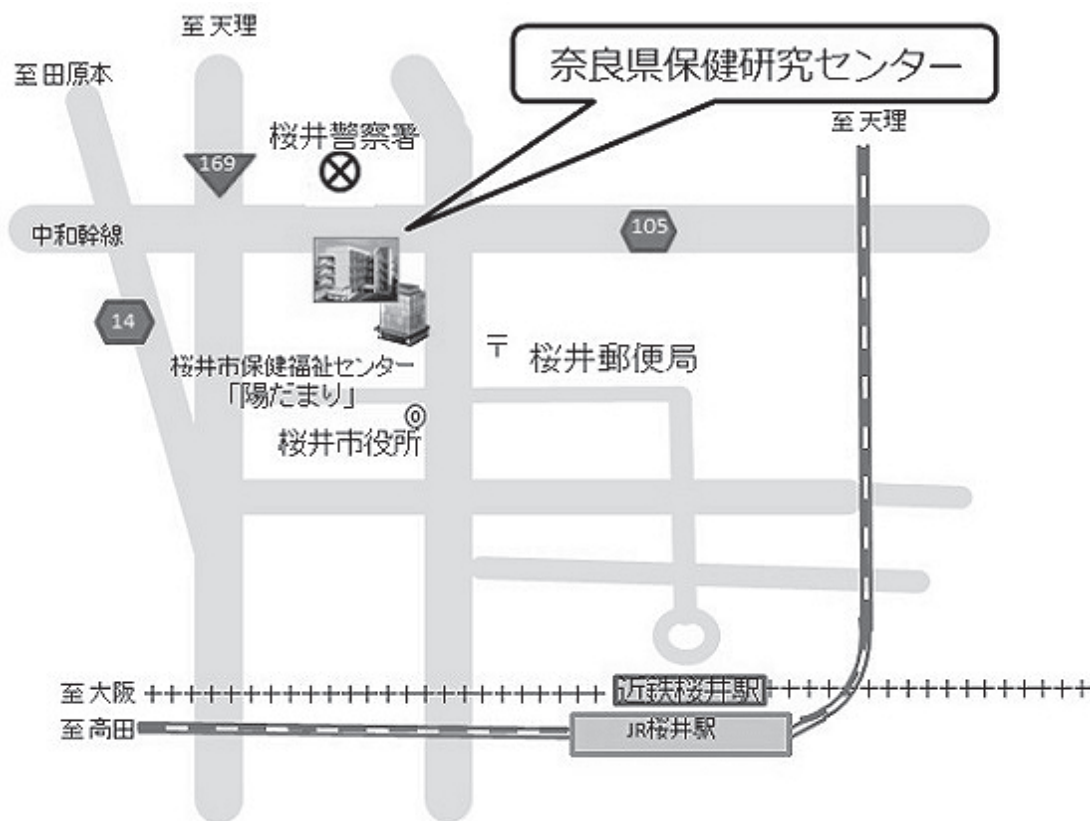 至天理
奈良県保健研究センター
至田原本
至天理
桜井警察署
169
中和幹線
105
14
〒 桜井郵便局
桜井市保健福祉センター
「陽だまり」
桜井市役所
至大阪
近鉄桜井駅
至高田
JR桜井駅